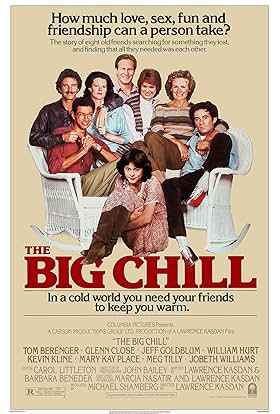 How much love, sex, fun and
friendship can a person take?
The story of eight old friends searching for something they lost,
and finding that all they needed was each other.
THE
BIG CHILL
In a cold world you need your friends
to keep you warm.
COLUMBIA PICTURES Presents
A CARSON PRODUCTIONS GROUP LTD. PRODUCTION OF A LAWRENCE KASDAN Film
"THE BIG CHILL"
TOM BERENGER · GLENN CLOSE · JEFF GOLDBLUM · WILLIAM HURT
KEVIN KLINE · MARY KAY PLACE · MEG TILLY · JOBETH WILLIAMS
CAROL LITTLETON JOHN BAILEY LAWRENCE KASDAN &
BARBARA BENEDEK MARCIA NASATIR AND LAWRENCE KASDAN
R RESTRICTED MICHAEL SHAMBERG LAWRENCE KASDAN